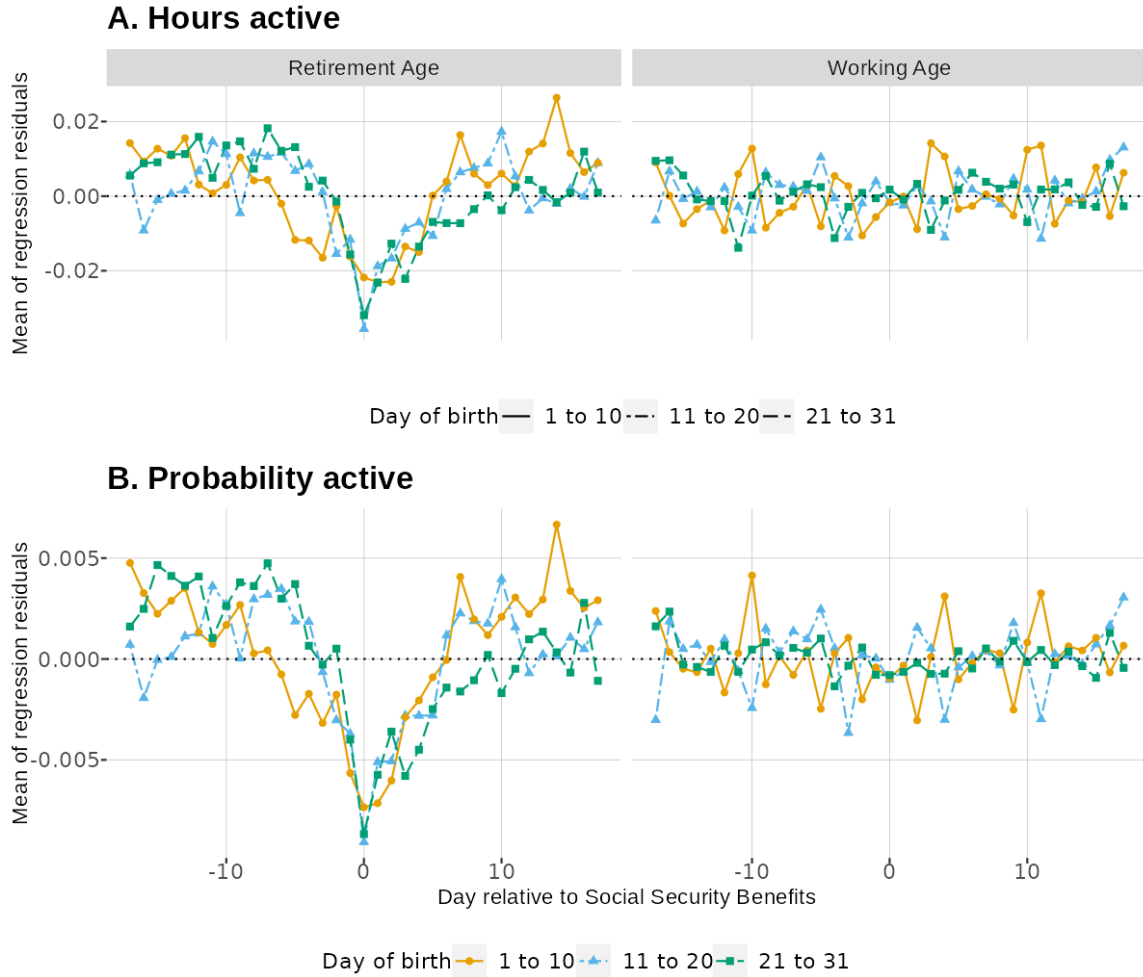 A. Hours active
Retirement Age
Working Age
Mean of regression residuals
0.02
0.00
-0.02
Day of birth 1 to 10 11 to 20 21 to 31
B. Probability active
Mean of regression residuals
0.005
0.000
-0.005
-10 0 10 -10 0 10
Day relative to Social Security Benefits
Day of birth 1 to 10 11 to 20 21 to 31